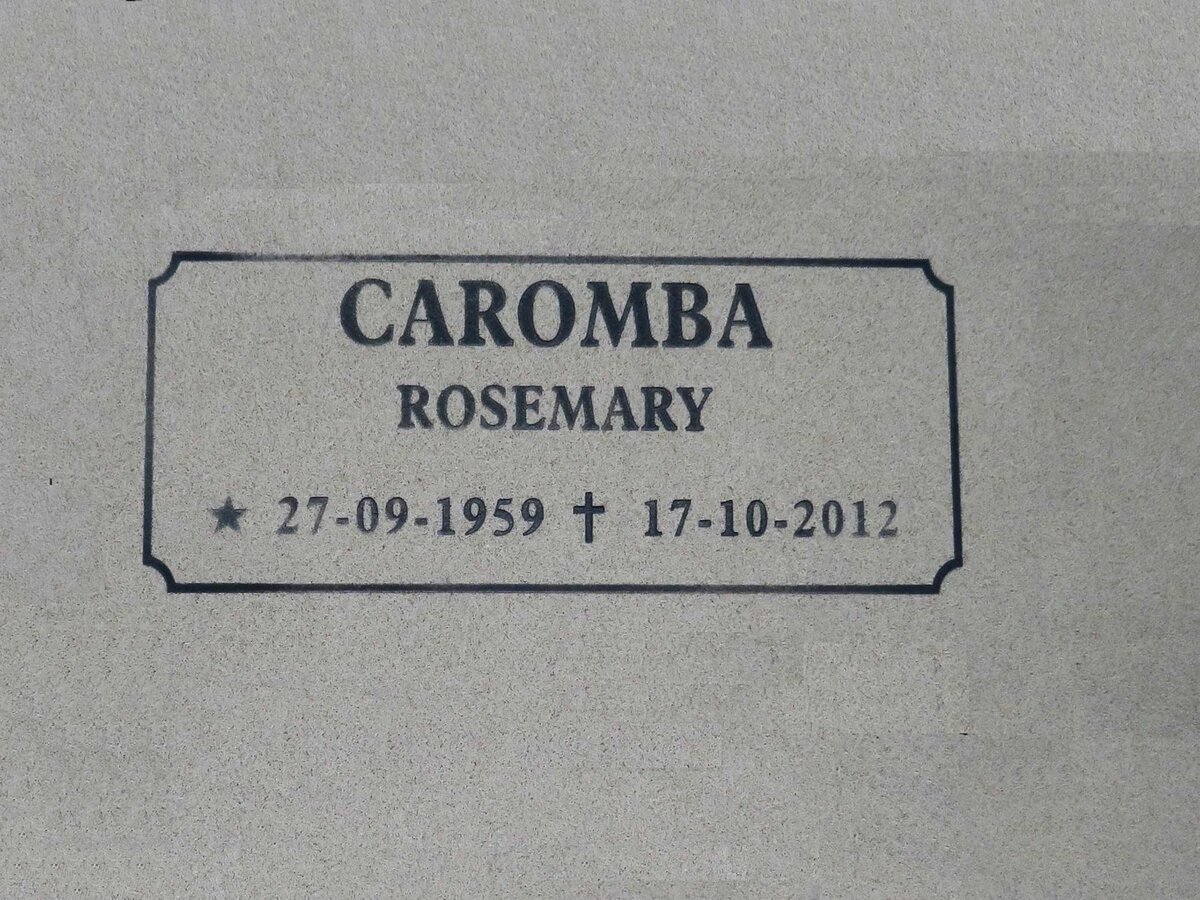 CAROMBA
ROSEMARY
★ 27-09-1959 ✝ 17-10-2012